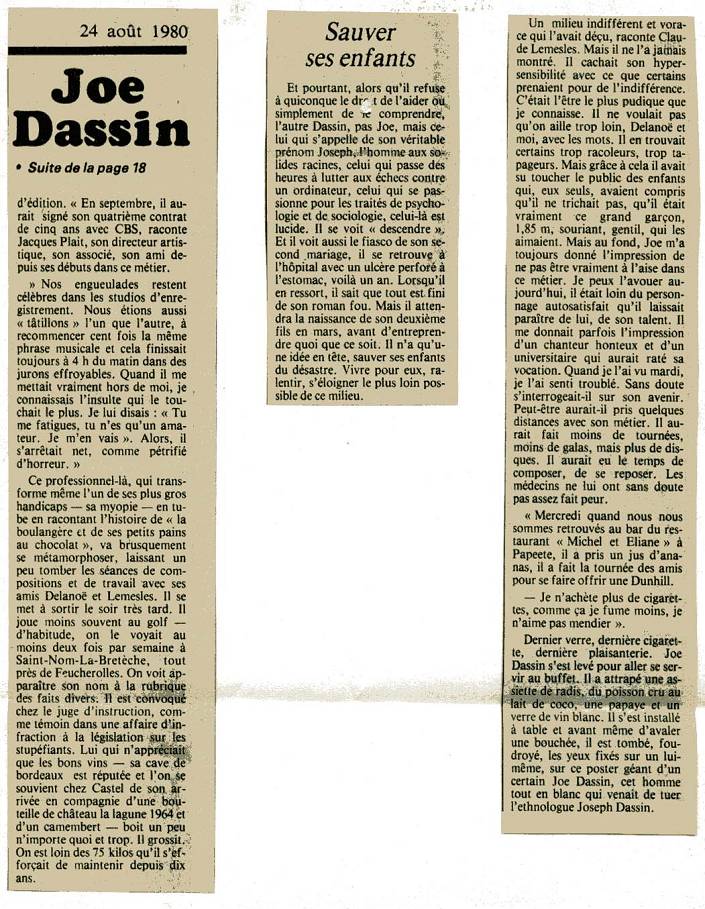 24 août 1980
Joe
Dassin
• Suite de la page 18
d'édition. « En septembre, il au-
rait signé son quatrième contrat
de cinq ans avec CBS, raconte
Jacques Plait, son directeur artis-
tique, son associé, son ami de-
puis ses débuts dans ce métier.
» Nos engueulades restent
célèbres dans les studios d'enre-
gistrement. Nous étions aussi
« tâtillons » l'un que l'autre, à
recommencer cent fois la même
phrase musicale et cela finissait
toujours à 4 h du matin dans des
jurons effroyables. Quand il me
mettait vraiment hors de moi, je
connaissais l'insulte qui le tou-
chait le plus. Je lui disais : « Tu
me fatigues, tu n'es qu'un ama-
teur. Je m'en vais ». Alors, il
s'arrêtait net, comme pétrifié
d'horreur. »
Ce professionnel-là, qui trans-
forme même l'un de ses plus gros
handicaps — sa myopie — en tu-
be en racontant l'histoire de « la
boulangère et de ses petits pains
au chocolat », va brusquement
se métamorphoser, laissant un
peu tomber les séances de com-
positions et de travail avec ses
amis Delanoë et Lemesles. Il se
met à sortir le soir très tard. Il
joue moins souvent au golf —
d'habitude, on le voyait au
moins deux fois par semaine à
Saint-Nom-La-Bretèche, tout
près de Feucherolles. On voit ap-
paraître son nom à la rubrique
des faits divers. Il est convoqué
chez le juge d'instruction, com-
me témoin dans une affaire d'in-
fraction à la législation sur les
stupéfiants. Lui qui n'appréciait
que les bons vins — sa cave de
bordeaux est réputée et l'on se
souvient chez Castel de son ar-
rivée en compagnie d'une bou-
teille de château la lagune 1964 et
d'un camembert — boit un peu
n'importe quoi et trop. Il grossit.
On est loin des 75 kilos qu'il s'ef-
forçait de maintenir depuis dix
ans.
Sauver
ses enfants
Et pourtant, alors qu'il refuse
à quiconque le droit de l'aider ou
simplement de le comprendre,
l'autre Dassin, pas Joe, mais ce-
lui qui s'appelle de son véritable
prénom Joseph, l'homme aux so-
lides racines, celui qui passe des
heures à lutter aux échecs contre
un ordinateur, celui qui se pas-
sionne pour les traités de psycho-
logie et de sociologie, celui-là est
lucide. Il se voit « descendre ».
Et il voit aussi le fiasco de son se-
cond mariage, il se retrouve à
l'hôpital avec un ulcère perforé à
l'estomac, voilà un an. Lorsqu'il
en ressort, il sait que tout est fini
de son roman fou. Mais il atten-
dra la naissance de son deuxième
fils en mars, avant d'entrepren-
dre quoi que ce soit. Il n'a qu'u-
ne idée en tête, sauver ses enfants
du désastre. Vivre pour eux, ra-
lentir, s'éloigner le plus loin pos-
sible de ce milieu.
Un milieu indifférent et vora-
ce qui l'avait déçu, raconte Clau-
de Lemesles. Mais il ne l'a jamais
montré. Il cachait son hyper-
sensibilité avec ce que certains
prenaient pour de l'indifférence.
C'était l'être le plus pudique que
je connaisse. Il ne voulait pas
qu'on aille trop loin, Delanoë et
moi, avec les mots. Il en trouvait
certains trop racoleurs, trop ta-
pageurs. Mais grâce à cela il avait
su toucher le public des enfants
qui, eux seuls, avaient compris
qu'il ne trichait pas, qu'il était
vraiment ce grand garçon,
1,85 m, souriant, gentil, qui les
aimaient. Mais au fond, Joe m'a
toujours donné l'impression de
ne pas être vraiment à l'aise dans
ce métier. Je peux l'avouer au-
jourd'hui, il était loin du person-
nage autosatisfait qu'il laissait
paraître de lui, de son talent. Il
me donnait parfois l'impression
d'un chanteur honteux et d'un
universitaire qui aurait raté sa
vocation. Quand je l'ai vu mardi,
je l'ai senti troublé. Sans doute
s'interrogeait-il sur son avenir.
Peut-être aurait-il pris quelques
distances avec son métier. Il au-
rait fait moins de tournées,
moins de galas, mais plus de dis-
ques. Il aurait eu le temps de
composer, de se reposer. Les
médecins ne lui ont sans doute
pas assez fait peur.
« Mercredi quand nous nous
sommes retrouvés au bar du res-
taurant « Michel et Eliane » à
Papeete, il a pris un jus d'ana-
nas, il a fait la tournée des amis
pour se faire offrir une Dunhill.
— Je n'achète plus de cigaret-
tes, comme ça je fume moins, je
n'aime pas mendier ».
Dernier verre, dernière cigaret-
te, dernière plaisanterie. Joe
Dassin s'est levé pour aller se ser-
vir au buffet. Il a attrapé une as-
siette de radis, du poisson cru au
lait de coco, une papaye et un
verre de vin blanc. Il s'est installé
à table et avant même d'avaler
une bouchée, il est tombé, fou-
droyé, les yeux fixés sur un lui-
même, sur ce poster géant d'un
certain Joe Dassin, cet homme
tout en blanc qui venait de tuer
l'ethnologue Joseph Dassin.